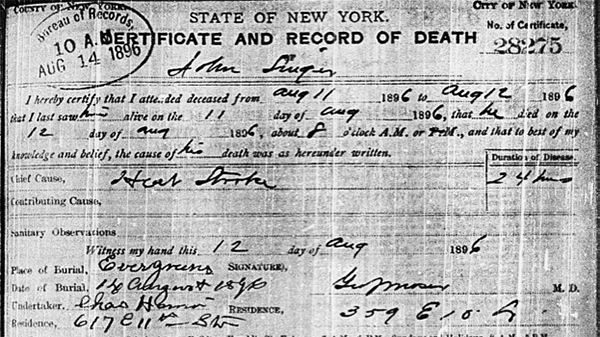 COUNTY OF NEW YORK. STATE OF NEW YORK. CITY OF NEW YORK.
Bureau of Records,
10 A.M.
AUG 14 1896
CERTIFICATE AND RECORD OF DEATH
No. of Certificate,
28275
John Singer
I hereby certify that I attended deceased from Aug 11 1896 to Aug 12 1896
that I last saw him alive on the 11 day of aug 1896, that he died on the
12 day of aug 1896, about 8 o'clock A.M. or P.M., and that to best of my
knowledge and belief, the cause of his death was as hereunder written.
Duration of Disease
Chief Cause, Heat Stroke 24 hrs
Contributing Cause,
Sanitary Observations
Witness my hand this 12 day of aug 1896
Place of Burial, Evergreens SIGNATURE), M. D.
Date of Burial, 14 August 1896
Undertaker. Chas RESIDENCE, 359 E 10
Residence, 617 E 11th St